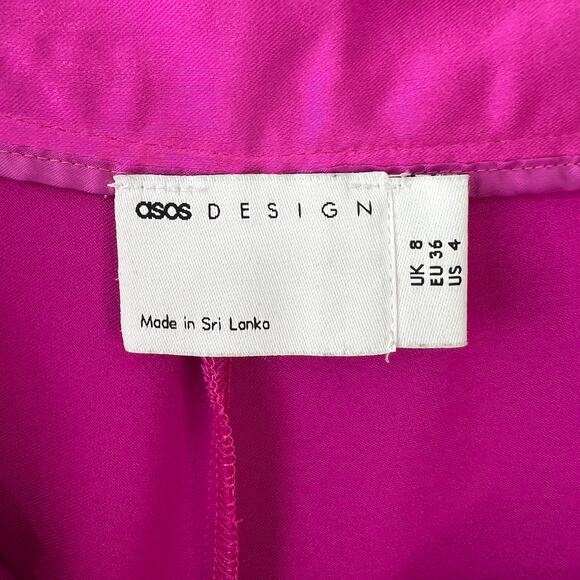 asos DESIGN
Made in Sri Lanka
UK 8
EU 36
US 4